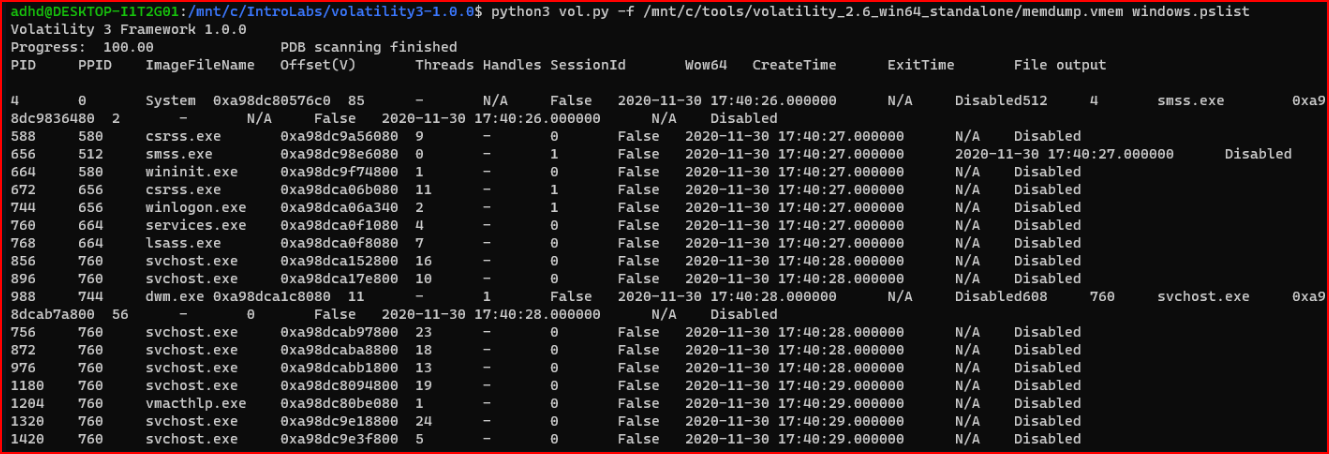 adhd@DESKTOP-I1T2G01:/mnt/c/IntroLabs/volatility3-1.0.0$ python3 vol.py -f /mnt/c/tools/volatility_2.6_win64_standalone/memdump.vmem windows.pslist
Volatility 3 Framework 1.0.0
Progress:  100.00               PDB scanning finished
PID     PPID    ImageFileName   Offset(V)       Threads Handles SessionId       Wow64   CreateTime      ExitTime        File output
4       0       System  0xa98dc80576c0  85      -       N/A     False   2020-11-30 17:40:26.000000      N/A     Disabled512     4       smss.exe        0xa9
8dc9836480  2       -       N/A     False   2020-11-30 17:40:26.000000      N/A     Disabled
588     580     csrss.exe       0xa98dc9a56080  9       -       0       False   2020-11-30 17:40:27.000000      N/A     Disabled
656     512     smss.exe        0xa98dc98e6080  0       -       1       False   2020-11-30 17:40:27.000000      2020-11-30 17:40:27.000000      Disabled
664     580     wininit.exe     0xa98dc9f74800  1       -       0       False   2020-11-30 17:40:27.000000      N/A     Disabled
672     656     csrss.exe       0xa98dca06b080  11      -       1       False   2020-11-30 17:40:27.000000      N/A     Disabled
744     656     winlogon.exe    0xa98dca06a340  2       -       1       False   2020-11-30 17:40:27.000000      N/A     Disabled
760     664     services.exe    0xa98dca0f1080  4       -       0       False   2020-11-30 17:40:27.000000      N/A     Disabled
768     664     lsass.exe       0xa98dca0f8080  7       -       0       False   2020-11-30 17:40:27.000000      N/A     Disabled
856     760     svchost.exe     0xa98dca152800  16      -       0       False   2020-11-30 17:40:28.000000      N/A     Disabled
896     760     svchost.exe     0xa98dca17e800  10      -       0       False   2020-11-30 17:40:28.000000      N/A     Disabled
988     744     dwm.exe 0xa98dca1c8080  11      -       1       False   2020-11-30 17:40:28.000000      N/A     Disabled608     760     svchost.exe     0xa9
8dcab7a800  56      -       0       False   2020-11-30 17:40:28.000000      N/A     Disabled
756     760     svchost.exe     0xa98dcab97800  23      -       0       False   2020-11-30 17:40:28.000000      N/A     Disabled
872     760     svchost.exe     0xa98dcaba8800  18      -       0       False   2020-11-30 17:40:28.000000      N/A     Disabled
976     760     svchost.exe     0xa98dcabb1800  13      -       0       False   2020-11-30 17:40:28.000000      N/A     Disabled
1180    760     svchost.exe     0xa98dc8094800  19      -       0       False   2020-11-30 17:40:29.000000      N/A     Disabled
1204    760     vmacthlp.exe    0xa98dc80be080  1       -       0       False   2020-11-30 17:40:29.000000      N/A     Disabled
1320    760     svchost.exe     0xa98dc9e18800  24      -       0       False   2020-11-30 17:40:29.000000      N/A     Disabled
1420    760     svchost.exe     0xa98dc9e3f800  5       -       0       False   2020-11-30 17:40:29.000000      N/A     Disabled